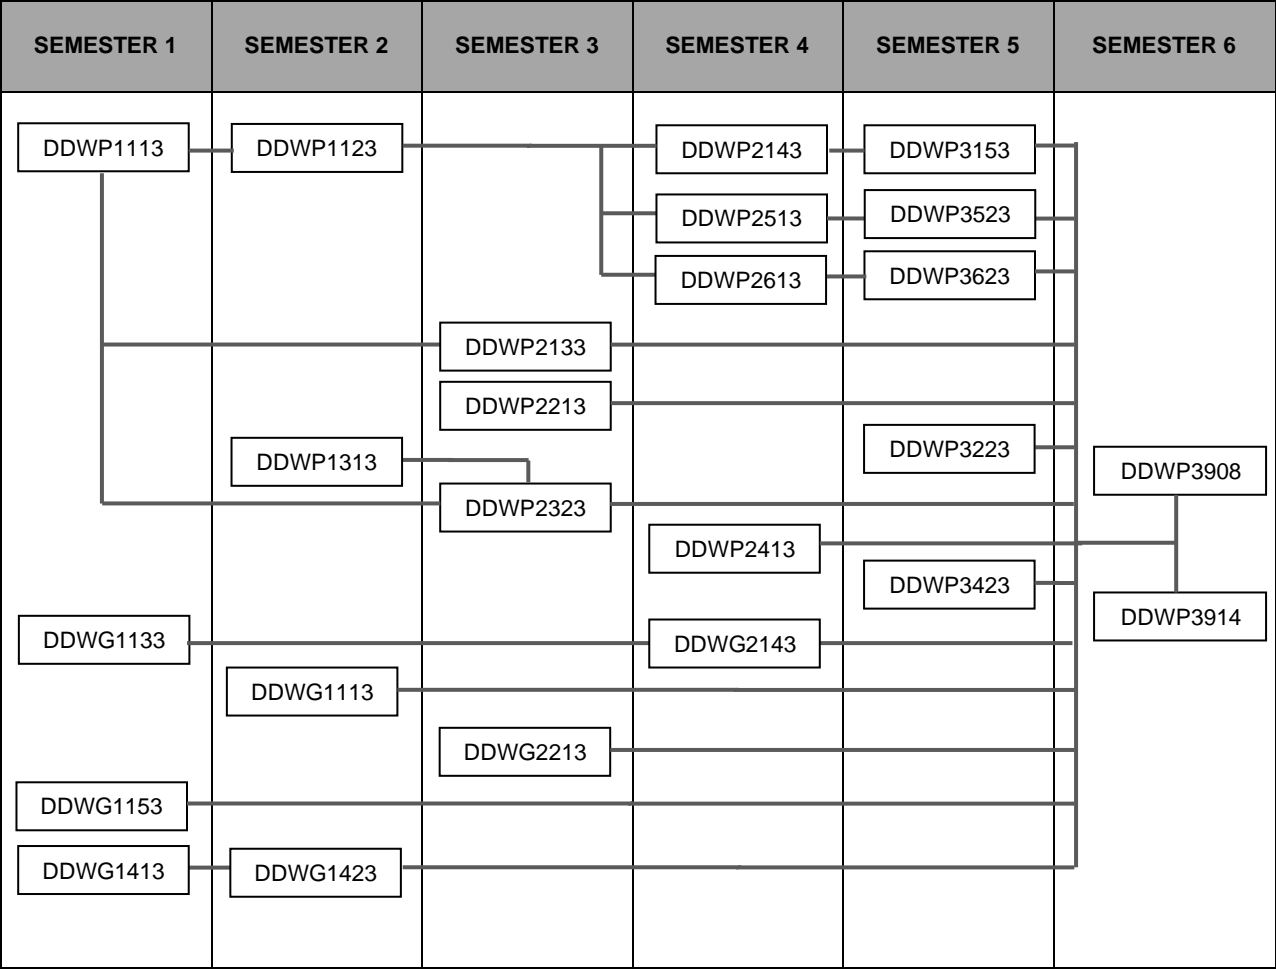 SEMESTER 1
SEMESTER 2
SEMESTER 3
SEMESTER 4
SEMESTER 5
SEMESTER 6
DDWP1113
DDWP1123
DDWP2143
DDWP3153
DDWP2513
DDWP3523
DDWP2613
DDWP3623
DDWP2133
DDWP2213
DDWP3223
DDWP1313
DDWP3908
DDWP2323
DDWP2413
DDWP3423
DDWP3914
DDWG1133
DDWG2143
DDWG1113
DDWG2213
DDWG1153
DDWG1413
DDWG1423